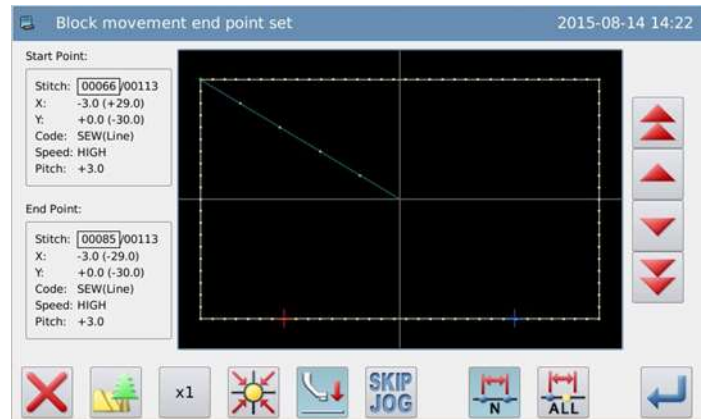 Block movement end point set 2015-08-14 14:22
Start Point:
Stitch: 00066/00113
X: -3.0 (+29.0)
Y: +0.0 (-30.0)
Code: SEW(Line)
Speed: HIGH
Pitch: +3.0
End Point:
Stitch: 00085/00113
X: -3.0 (-29.0)
Y: +0.0 (-30.0)
Code: SEW(Line)
Speed: HIGH
Pitch: +3.0
x1
SKIP
JOG
N
ALL